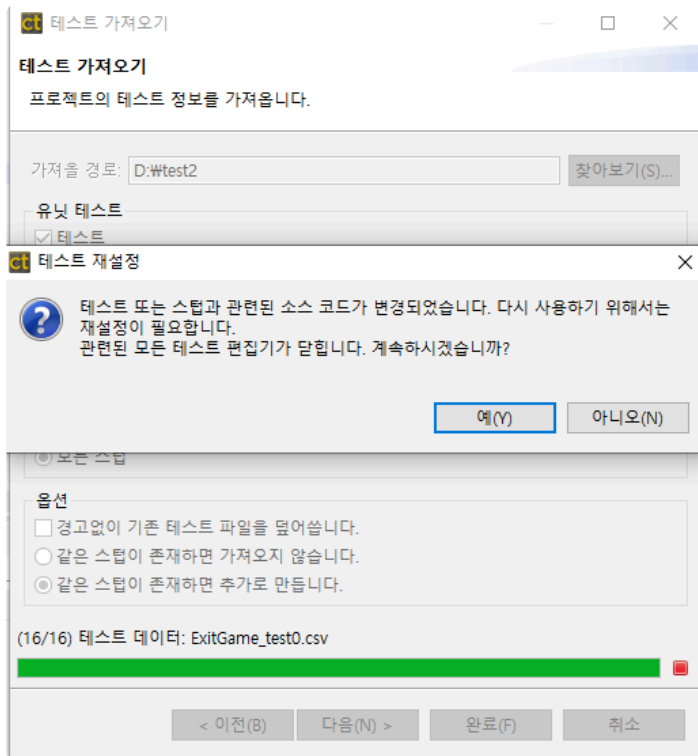 ct 테스트 가져오기
테스트 가져오기
프로젝트의 테스트 정보를 가져옵니다.
가져올 경로: D:₩test2 찾아보기(S)...
유닛 테스트
테스트
ct 테스트 재설정
테스트 또는 스텁과 관련된 소스 코드가 변경되었습니다. 다시 사용하기 위해서는
재설정이 필요합니다.
관련된 모든 테스트 편집기가 닫힙니다. 계속하시겠습니까?
예(Y) 아니오(N)
모든 스텁
옵션
경고없이 기존 테스트 파일을 덮어씁니다.
같은 스텁이 존재하면 가져오지 않습니다.
같은 스텁이 존재하면 추가로 만듭니다.
(16/16) 테스트 데이터: ExitGame_test0.csv
< 이전(B) 다음(N) > 완료(F) 취소